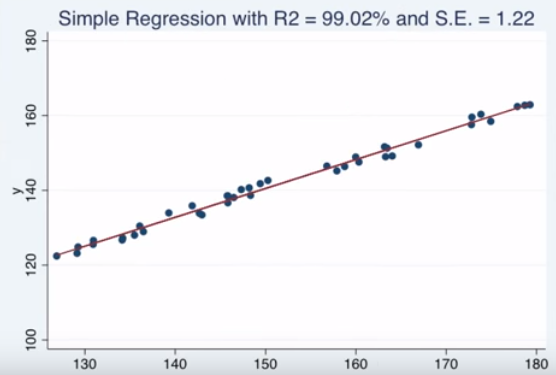 Simple Regression with R2 = 99.02% and S.E. = 1.22
180
160
140
120
100
y
130 140 150 160 170 180